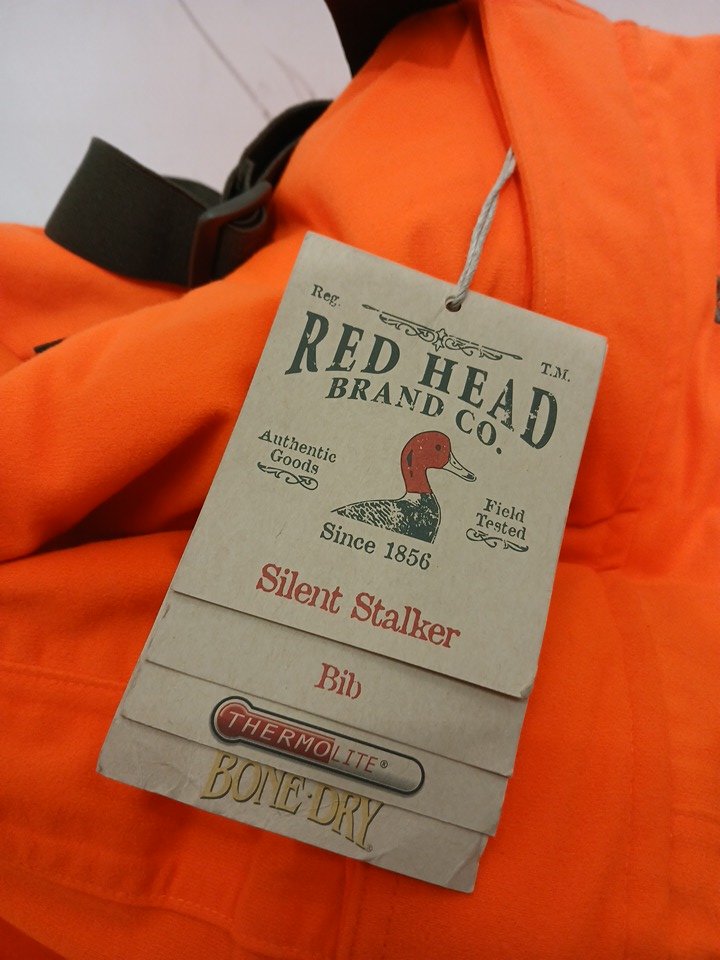 Reg.
T.M.
RED HEAD
BRAND CO.
Authentic
Goods
Field
Tested
Since 1856
Silent Stalker
Bib
THERMOLITE®
BONE-DRY®